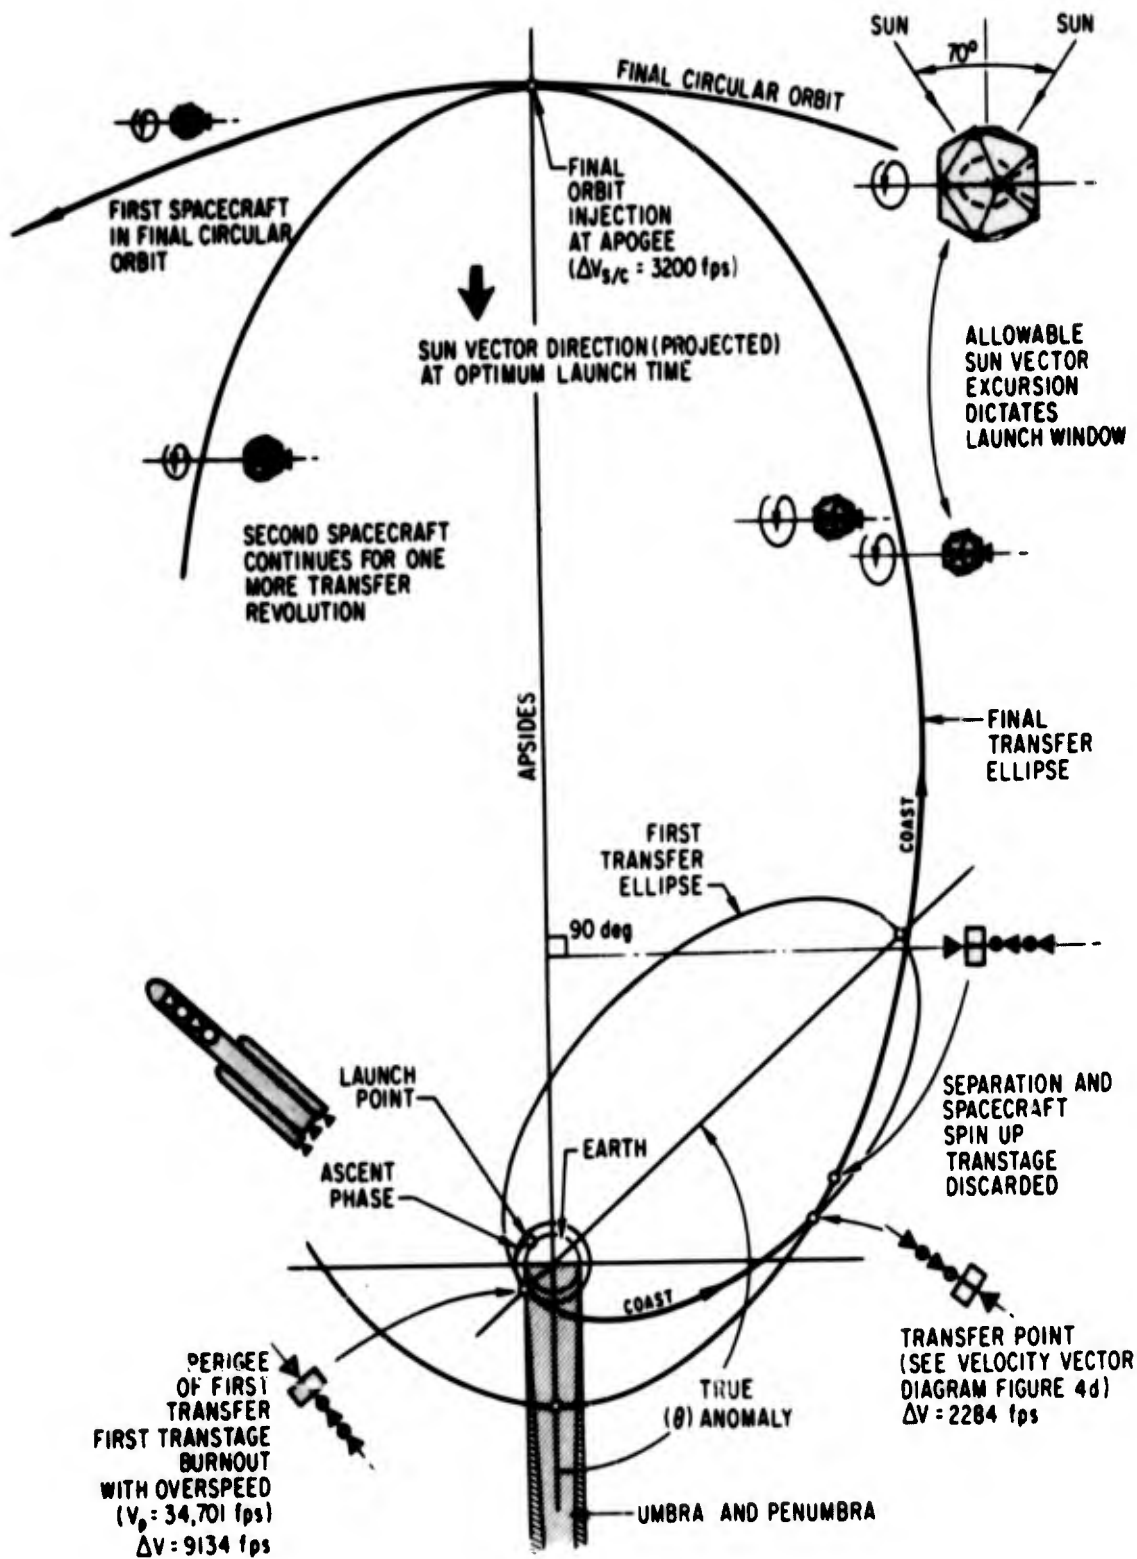 SUN
SUN
70°
FINAL CIRCULAR ORBIT
FINAL
ORBIT
INJECTION
AT APOGEE
(ΔVS/C = 3200 fps)
FIRST SPACECRAFT
IN FINAL CIRCULAR
ORBIT
SUN VECTOR DIRECTION (PROJECTED)
AT OPTIMUM LAUNCH TIME
ALLOWABLE
SUN VECTOR
EXCURSION
DICTATES
LAUNCH WINDOW
SECOND SPACECRAFT
CONTINUES FOR ONE
MORE TRANSFER
REVOLUTION
APSIDES
FINAL
TRANSFER
ELLIPSE
COAST
FIRST
TRANSFER
ELLIPSE
90 deg
LAUNCH
POINT
EARTH
ASCENT
PHASE
SEPARATION AND
SPACECRAFT
SPIN UP
TRANSTAGE
DISCARDED
COAST
TRANSFER POINT
(SEE VELOCITY VECTOR
DIAGRAM FIGURE 4d)
ΔV = 2284 fps
PERIGEE
OF FIRST
TRANSFER
FIRST TRANSTAGE
BURNOUT
WITH OVERSPEED
(Vp = 34,701 fps)
ΔV = 9134 fps
TRUE
(θ) ANOMALY
UMBRA AND PENUMBRA